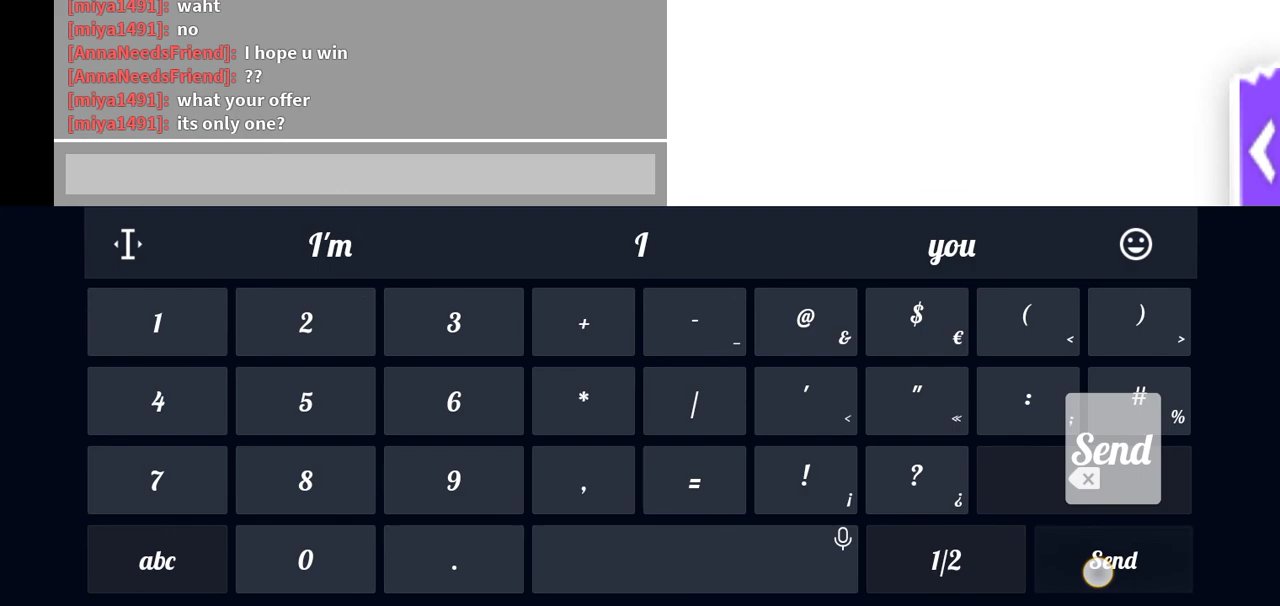 [miya1491]: waht
[miya1491]: no
[AnnaNeedsFriend]: I hope u win
[AnnaNeedsFriend]: ??
[miya1491]: what your offer
[miya1491]: its only one?
I'm I you
1 2 3 + - _ @ & $ € ( < ) >
4 5 6 * / ' < " « : ; # %
Send
7 8 9 , = ! ¡ ? ¿
abc 0 . 1/2 Send